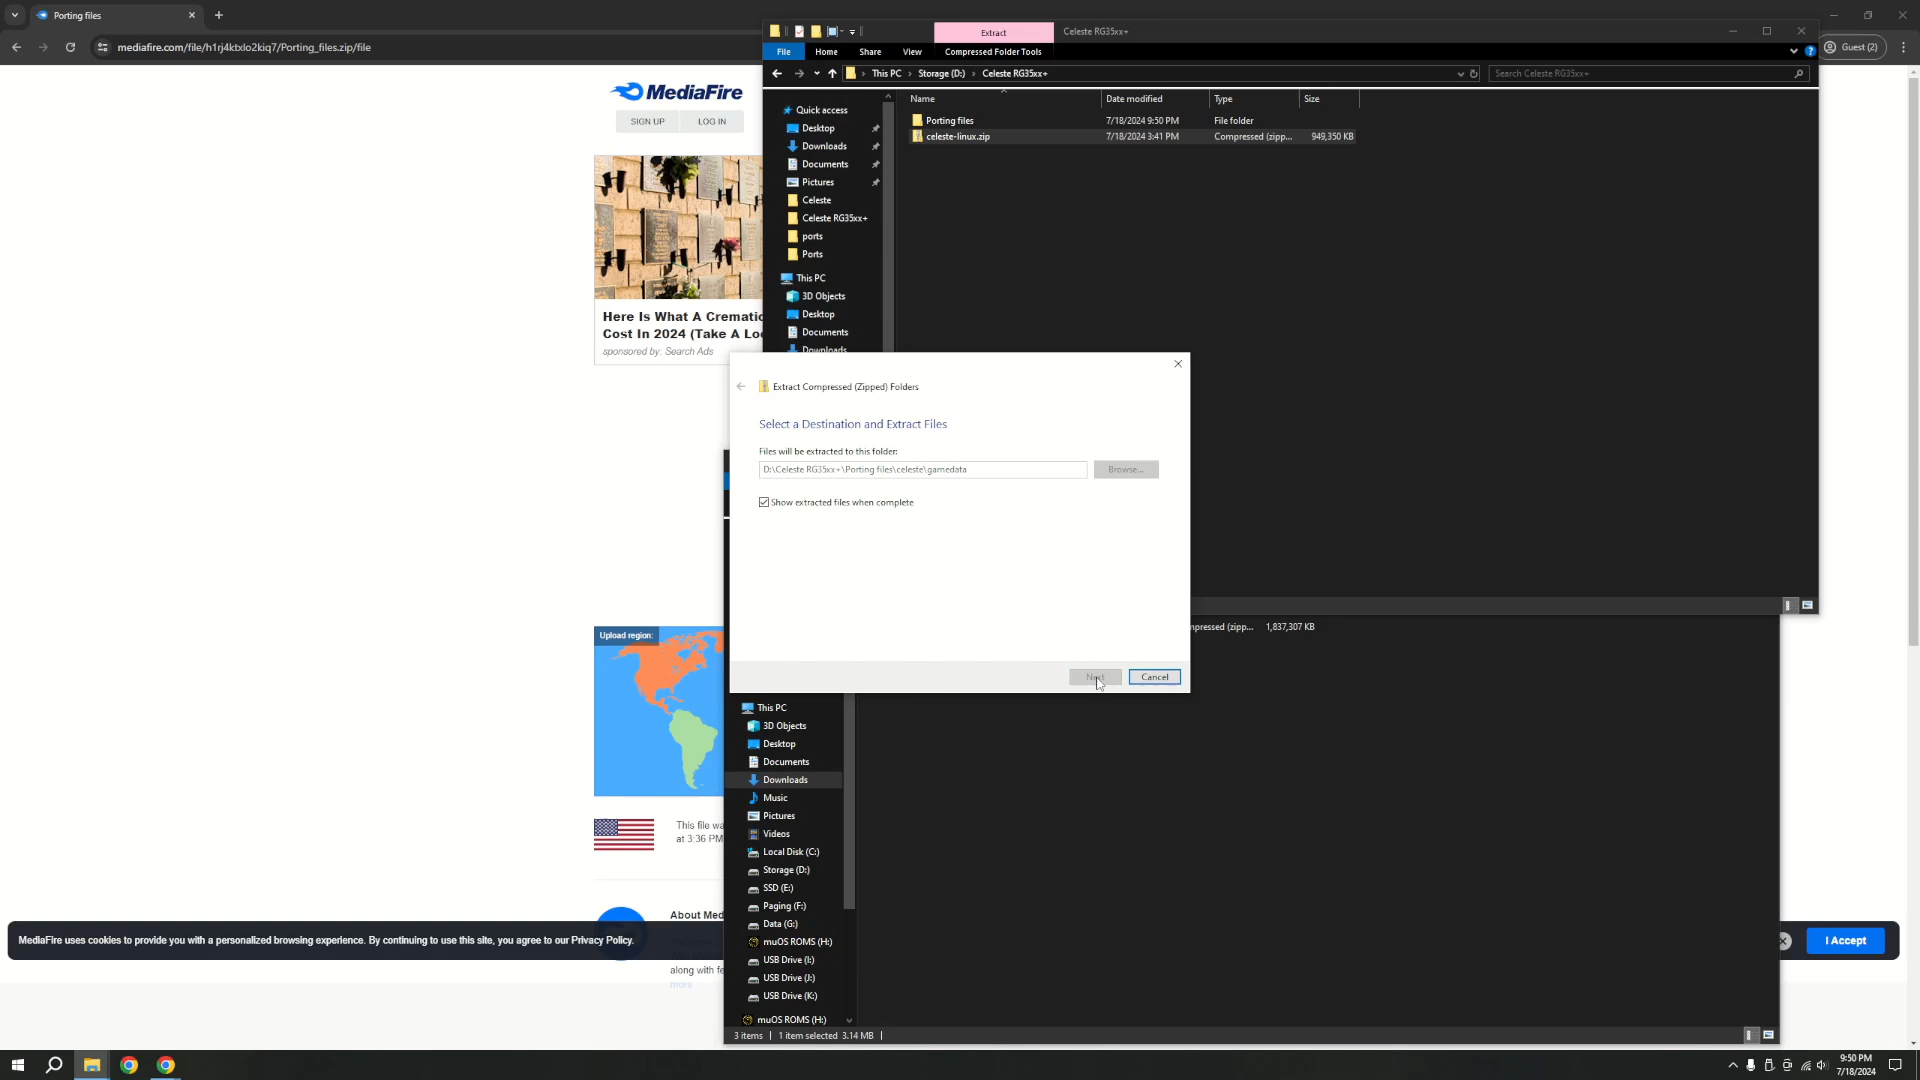 Porting files
mediafire.com/file/h1rj4ktxlo2kiq7/Porting_files.zip/file
Guest (2)
MediaFire
SIGN UP
LOG IN
Here Is What A Crematio
Cost In 2024 (Take A Loo
sponsored by: Search Ads
Upload region:
This file wa
at 3:36 PM
About Med
along with fe
more
MediaFire uses cookies to provide you with a personalized browsing experience. By continuing to use this site, you agree to our Privacy Policy.
I Accept
Extract
Celeste RG35xx+
File
Home
Share
View
Compressed Folder Tools
This PC
Storage (D:)
Celeste RG35xx+
Search Celeste RG35xx+
Name
Date modified
Type
Size
Porting files
7/18/2024 9:50 PM
File folder
celeste-linux.zip
7/18/2024 3:41 PM
Compressed (zipp...
949,350 KB
Quick access
Desktop
Downloads
Documents
Pictures
Celeste
Celeste RG35xx+
ports
Ports
This PC
3D Objects
Desktop
Documents
Downloads
Extract Compressed (Zipped) Folders
Select a Destination and Extract Files
Files will be extracted to this folder:
D:\Celeste RG35xx+\Porting files\celeste\gamedata
Browse...
Show extracted files when complete
Next
Cancel
mpressed (zipp...
1,837,307 KB
This PC
3D Objects
Desktop
Documents
Downloads
Music
Pictures
Videos
Local Disk (C:)
Storage (D:)
SSD (E:)
Paging (F:)
Data (G:)
muOS ROMS (H:)
USB Drive (I:)
USB Drive (J:)
USB Drive (K:)
muOS ROMS (H:)
3 items
1 item selected 3.14 MB
9:50 PM
7/18/2024